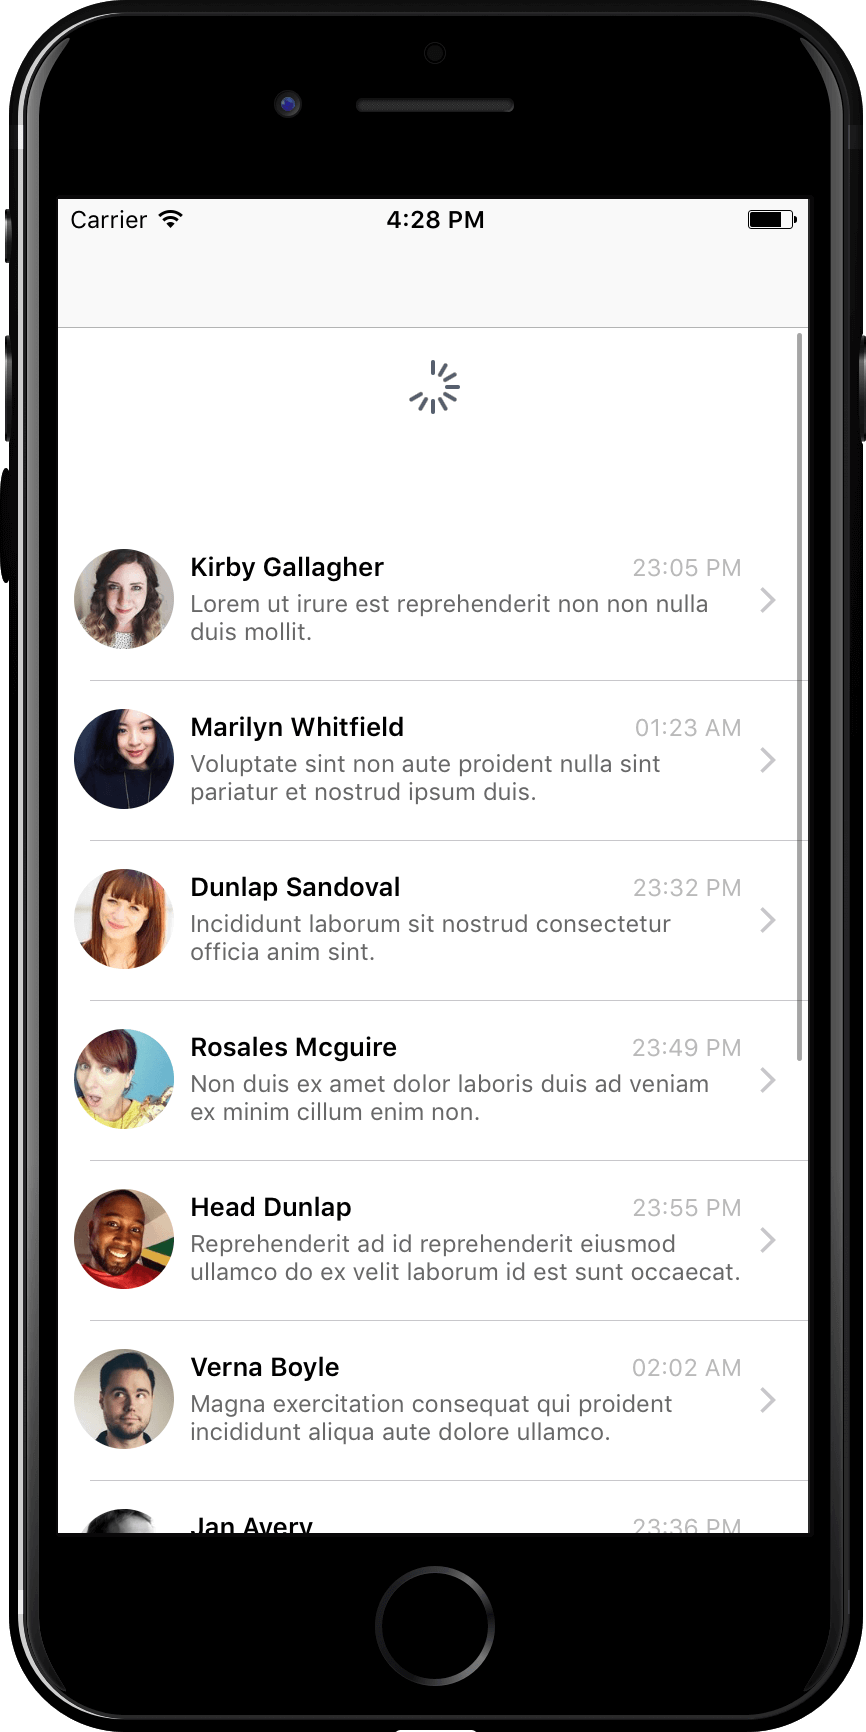 Carrier 4:28 PM
Kirby Gallagher 23:05 PM
Lorem ut irure est reprehenderit non non nulla
duis mollit.
Marilyn Whitfield 01:23 AM
Voluptate sint non aute proident nulla sint
pariatur et nostrud ipsum duis.
Dunlap Sandoval 23:32 PM
Incididunt laborum sit nostrud consectetur
officia anim sint.
Rosales Mcguire 23:49 PM
Non duis ex amet dolor laboris duis ad veniam
ex minim cillum enim non.
Head Dunlap 23:55 PM
Reprehenderit ad id reprehenderit eiusmod
ullamco do ex velit laborum id est sunt occaecat.
Verna Boyle 02:02 AM
Magna exercitation consequat qui proident
incididunt aliqua aute dolore ullamco.
Jan Avery 23:36 PM